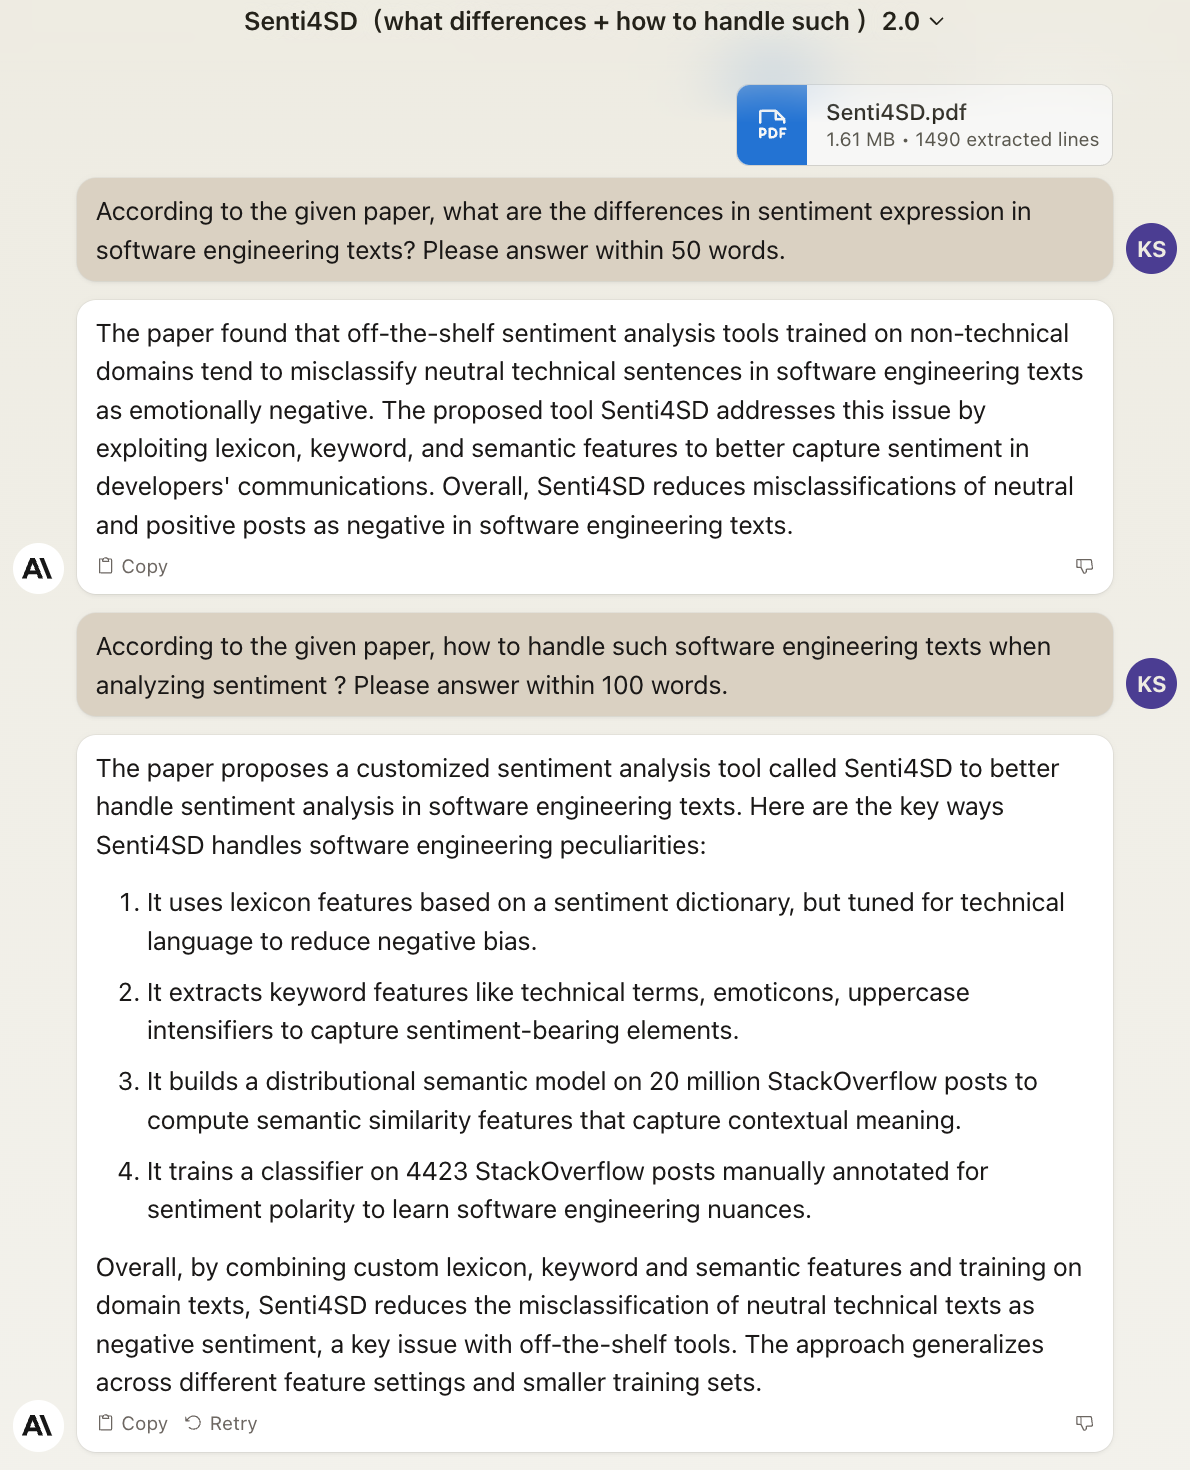 Senti4SD（what differences + how to handle such ）2.0
PDF
Senti4SD.pdf
1.61 MB • 1490 extracted lines
According to the given paper, what are the differences in sentiment expression in
software engineering texts? Please answer within 50 words.
KS
The paper found that off-the-shelf sentiment analysis tools trained on non-technical
domains tend to misclassify neutral technical sentences in software engineering texts
as emotionally negative. The proposed tool Senti4SD addresses this issue by
exploiting lexicon, keyword, and semantic features to better capture sentiment in
developers' communications. Overall, Senti4SD reduces misclassifications of neutral
and positive posts as negative in software engineering texts.
A\
Copy
According to the given paper, how to handle such software engineering texts when
analyzing sentiment ? Please answer within 100 words.
KS
The paper proposes a customized sentiment analysis tool called Senti4SD to better
handle sentiment analysis in software engineering texts. Here are the key ways
Senti4SD handles software engineering peculiarities:
1. It uses lexicon features based on a sentiment dictionary, but tuned for technical
language to reduce negative bias.
2. It extracts keyword features like technical terms, emoticons, uppercase
intensifiers to capture sentiment-bearing elements.
3. It builds a distributional semantic model on 20 million StackOverflow posts to
compute semantic similarity features that capture contextual meaning.
4. It trains a classifier on 4423 StackOverflow posts manually annotated for
sentiment polarity to learn software engineering nuances.
Overall, by combining custom lexicon, keyword and semantic features and training on
domain texts, Senti4SD reduces the misclassification of neutral technical texts as
negative sentiment, a key issue with off-the-shelf tools. The approach generalizes
across different feature settings and smaller training sets.
A\
Copy Retry